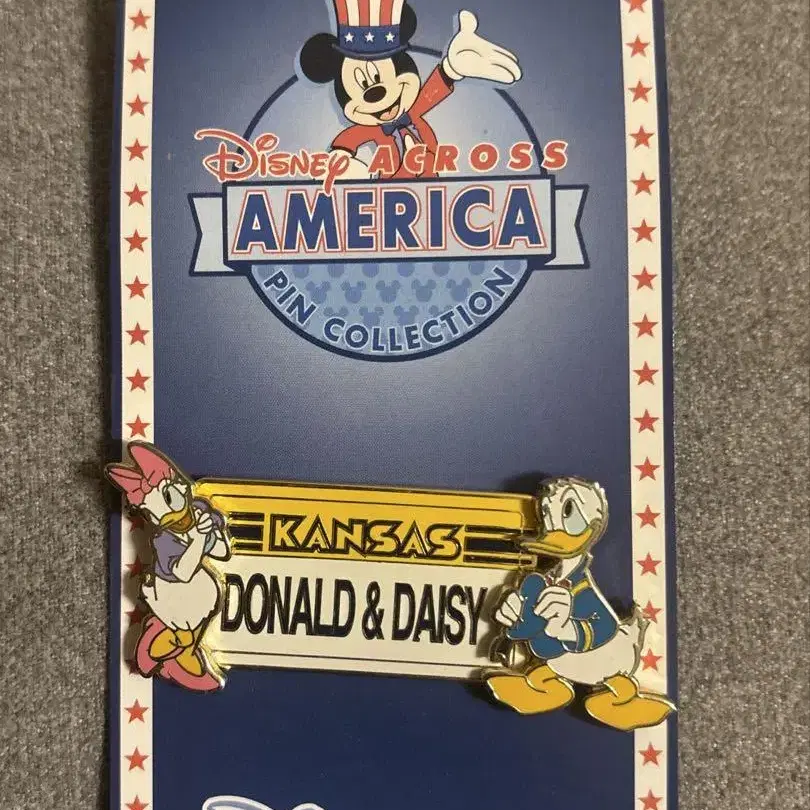 DISNEY ACROSS
AMERICA
PIN COLLECTION
KANSAS
DONALD & DAISY